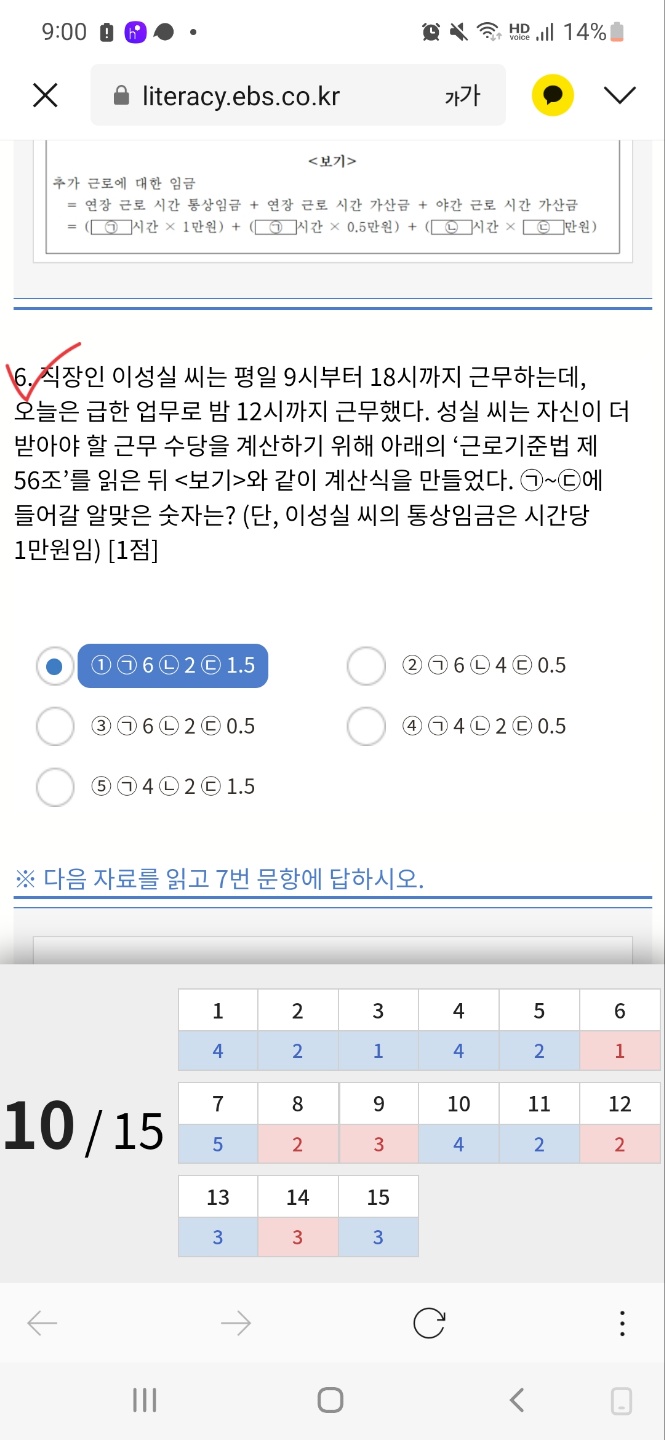 9:00 HD voice 14%
literacy.ebs.co.kr 가가
<보기>
추가 근로에 대한 임금
= 연장 근로 시간 통상임금 + 연장 근로 시간 가산금 + 야간 근로 시간 가산금
= (㉠시간 × 1만원) + (㉠시간 × 0.5만원) + (㉡시간 × ㉢만원)
6. 직장인 이성실 씨는 평일 9시부터 18시까지 근무하는데,
오늘은 급한 업무로 밤 12시까지 근무했다. 성실 씨는 자신이 더
받아야 할 근무 수당을 계산하기 위해 아래의 ‘근로기준법 제
56조’를 읽은 뒤 <보기>와 같이 계산식을 만들었다. ㉠~㉢에
들어갈 알맞은 숫자는? (단, 이성실 씨의 통상임금은 시간당
1만원임) [1점]
① ㉠ 6 ㉡ 2 ㉢ 1.5 ② ㉠ 6 ㉡ 4 ㉢ 0.5
③ ㉠ 6 ㉡ 2 ㉢ 0.5 ④ ㉠ 4 ㉡ 2 ㉢ 0.5
⑤ ㉠ 4 ㉡ 2 ㉢ 1.5
※ 다음 자료를 읽고 7번 문항에 답하시오.
10 / 15
1 2 3 4 5 6
4 2 1 4 2 1
7 8 9 10 11 12
5 2 3 4 2 2
13 14 15
3 3 3